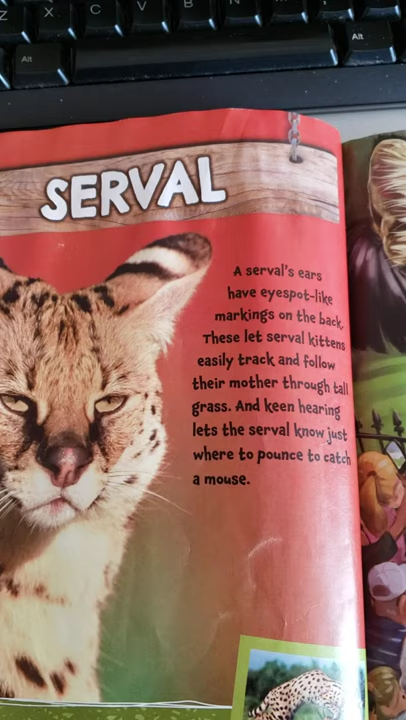 Z X C V B N M
Alt
Alt
SERVAL
A serval's ears
have eyespot-like
markings on the back.
These let serval kittens
easily track and follow
their mother through tall
grass. And keen hearing
lets the serval know just
where to pounce to catch
a mouse.